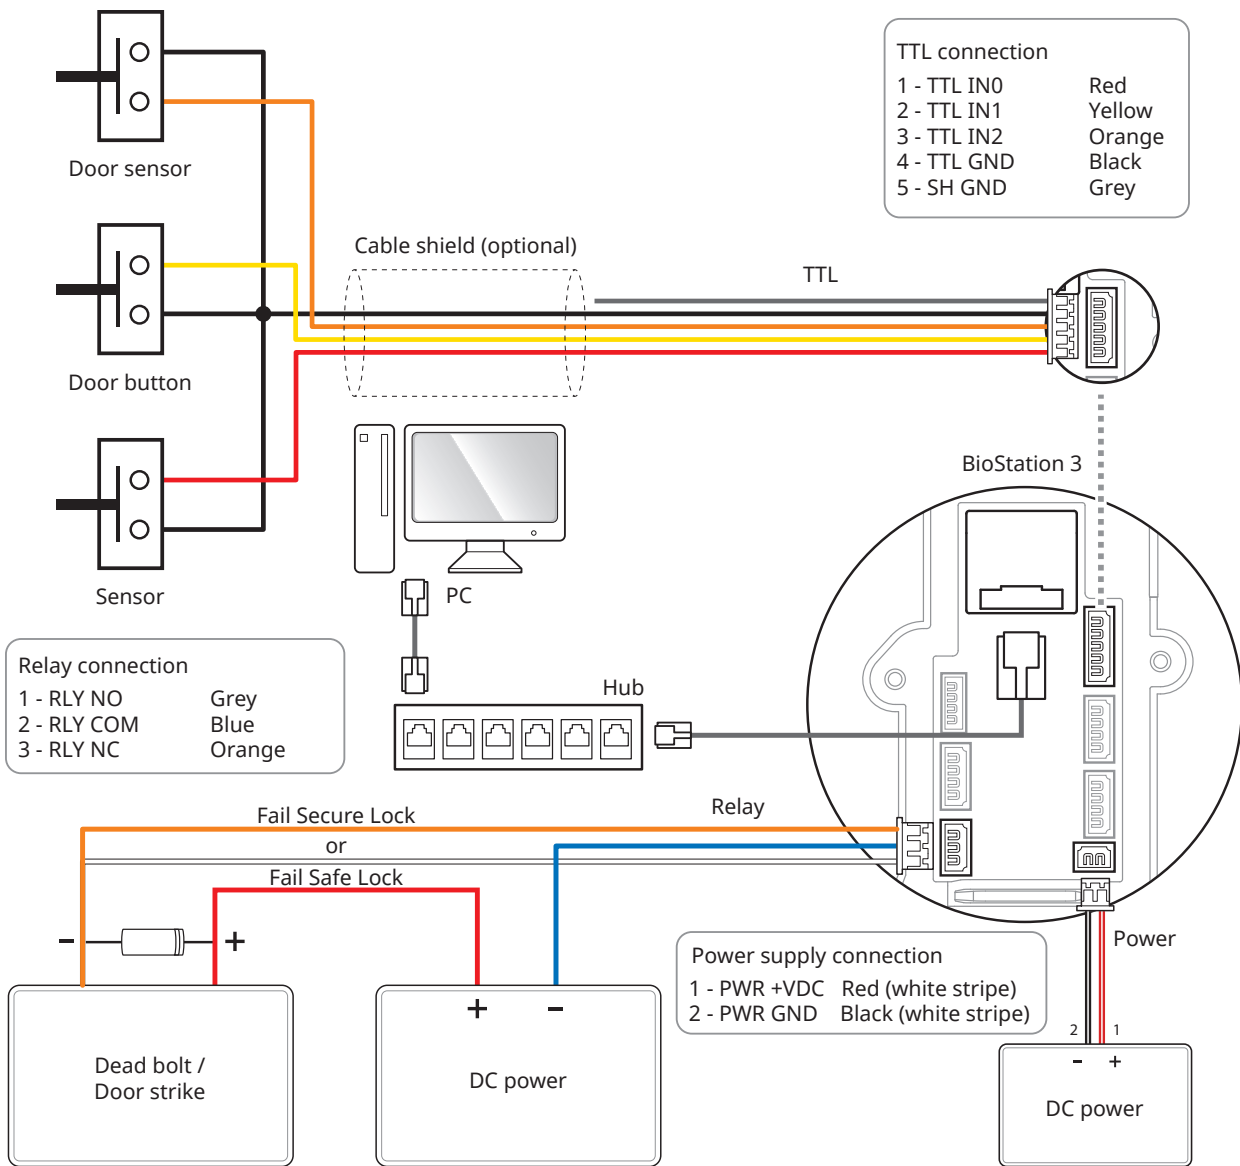 TTL connection
1 - TTL IN0 Red
2 - TTL IN1 Yellow
3 - TTL IN2 Orange
4 - TTL GND Black
5 - SH GND Grey
Door sensor
Cable shield (optional)
TTL
Door button
BioStation 3
Sensor
PC
Relay connection
1 - RLY NO Grey
2 - RLY COM Blue
3 - RLY NC Orange
Hub
Relay
Fail Secure Lock
or
Fail Safe Lock
- +
Power
Power supply connection
1 - PWR +VDC Red (white stripe)
2 - PWR GND Black (white stripe)
+ -
2 1
- +
Dead bolt /
Door strike
DC power
DC power